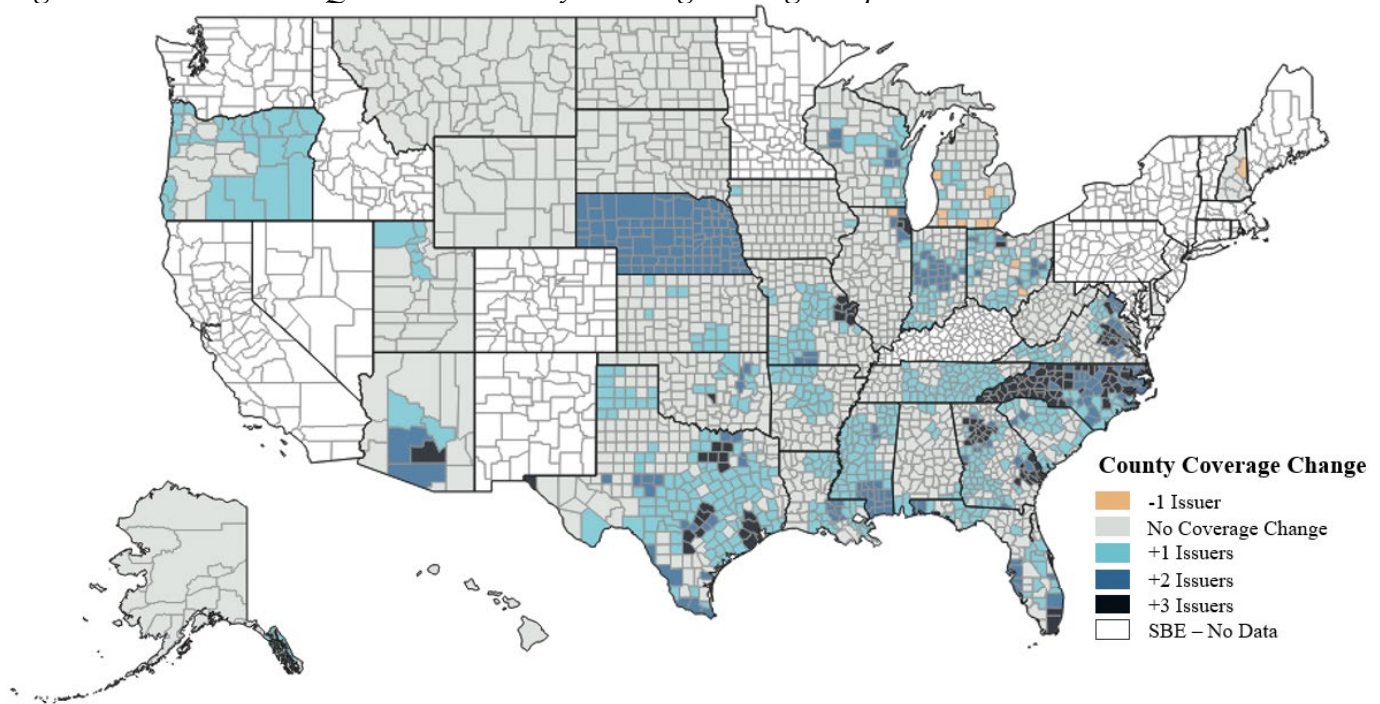 County Coverage Change
-1 Issuer
No Coverage Change
+1 Issuers
+2 Issuers
+3 Issuers
SBE – No Data